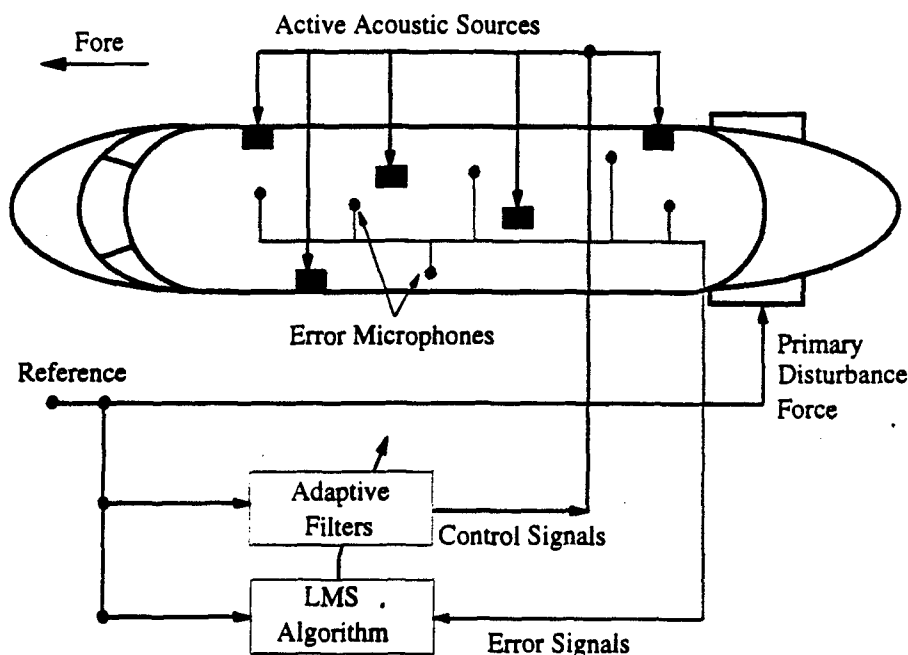 Active Acoustic Sources
Fore
Error Microphones
Primary
Disturbance
Force
Reference
Adaptive
Filters
Control Signals
LMS
Algorithm
Error Signals